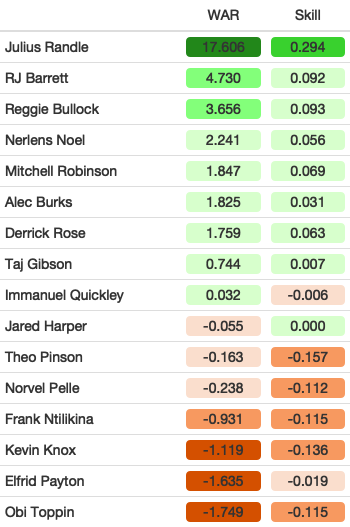 WAR Skill
Julius Randle 17.606 0.294
RJ Barrett 4.730 0.092
Reggie Bullock 3.656 0.093
Nerlens Noel 2.241 0.056
Mitchell Robinson 1.847 0.069
Alec Burks 1.825 0.031
Derrick Rose 1.759 0.063
Taj Gibson 0.744 0.007
Immanuel Quickley 0.032 -0.006
Jared Harper -0.055 0.000
Theo Pinson -0.163 -0.157
Norvel Pelle -0.238 -0.112
Frank Ntilikina -0.931 -0.115
Kevin Knox -1.119 -0.136
Elfrid Payton -1.635 -0.019
Obi Toppin -1.749 -0.115